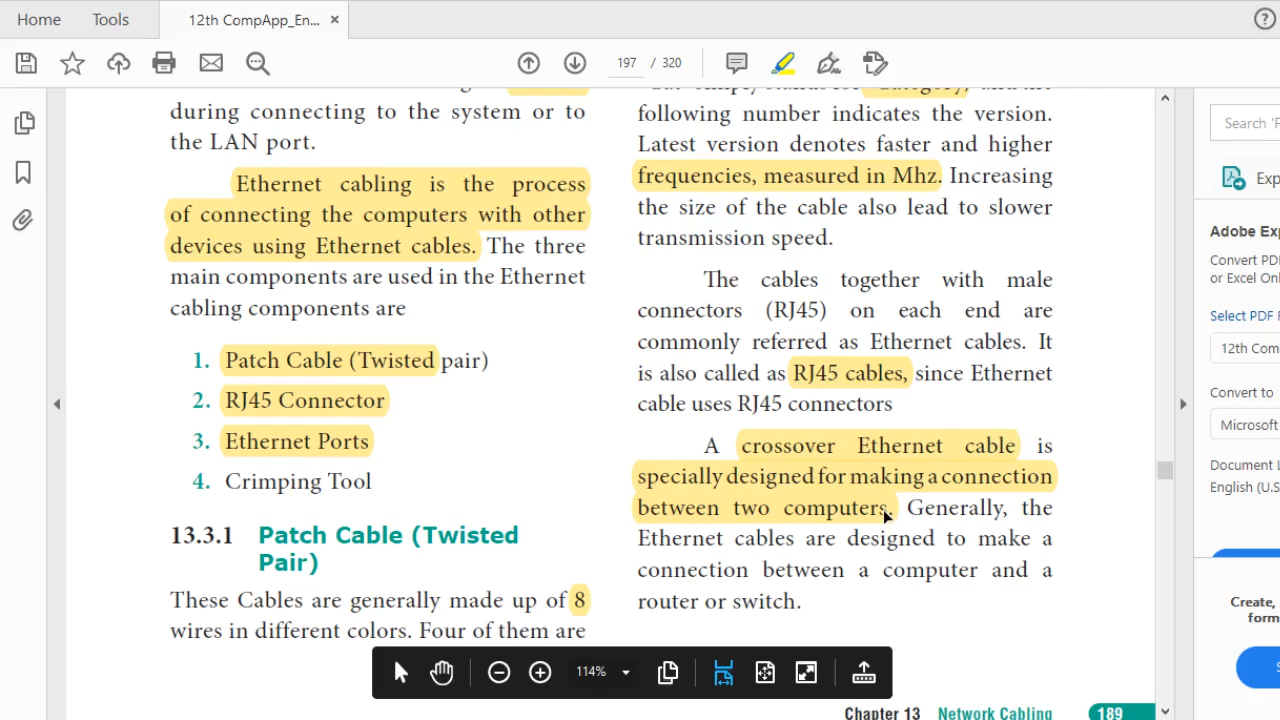 Home
Tools
12th CompApp_En...
197 / 320
during connecting to the system or to
the LAN port.
Ethernet cabling is the process
of connecting the computers with other
devices using Ethernet cables. The three
main components are used in the Ethernet
cabling components are
1. Patch Cable (Twisted pair)
2. RJ45 Connector
3. Ethernet Ports
4. Crimping Tool
13.3.1 Patch Cable (Twisted
Pair)
These Cables are generally made up of 8
wires in different colors. Four of them are
following number indicates the version.
Latest version denotes faster and higher
frequencies, measured in Mhz. Increasing
the size of the cable also lead to slower
transmission speed.
The cables together with male
connectors (RJ45) on each end are
commonly referred as Ethernet cables. It
is also called as RJ45 cables, since Ethernet
cable uses RJ45 connectors
A crossover Ethernet cable is
specially designed for making a connection
between two computers. Generally, the
Ethernet cables are designed to make a
connection between a computer and a
router or switch.
Chapter 13 Network Cabling 189
114%
Search 'F
Exp
Adobe Exp
Convert PD
or Excel Onl
Select PDF F
12th Com
Convert to
Microsoft
Document L
English (U.S
Create,
form